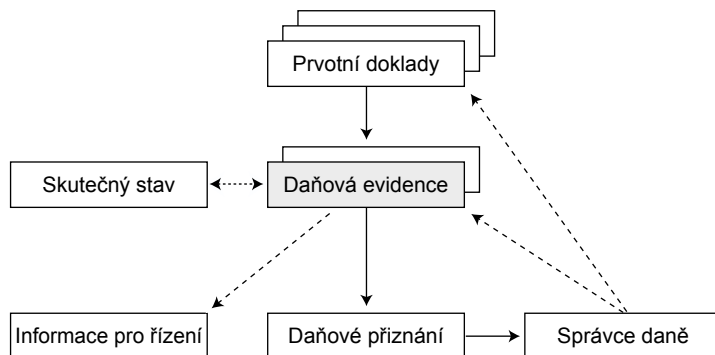 Prvotní doklady
Skutečný stav
Daňová evidence
Informace pro řízení
Daňové přiznání
Správce daně